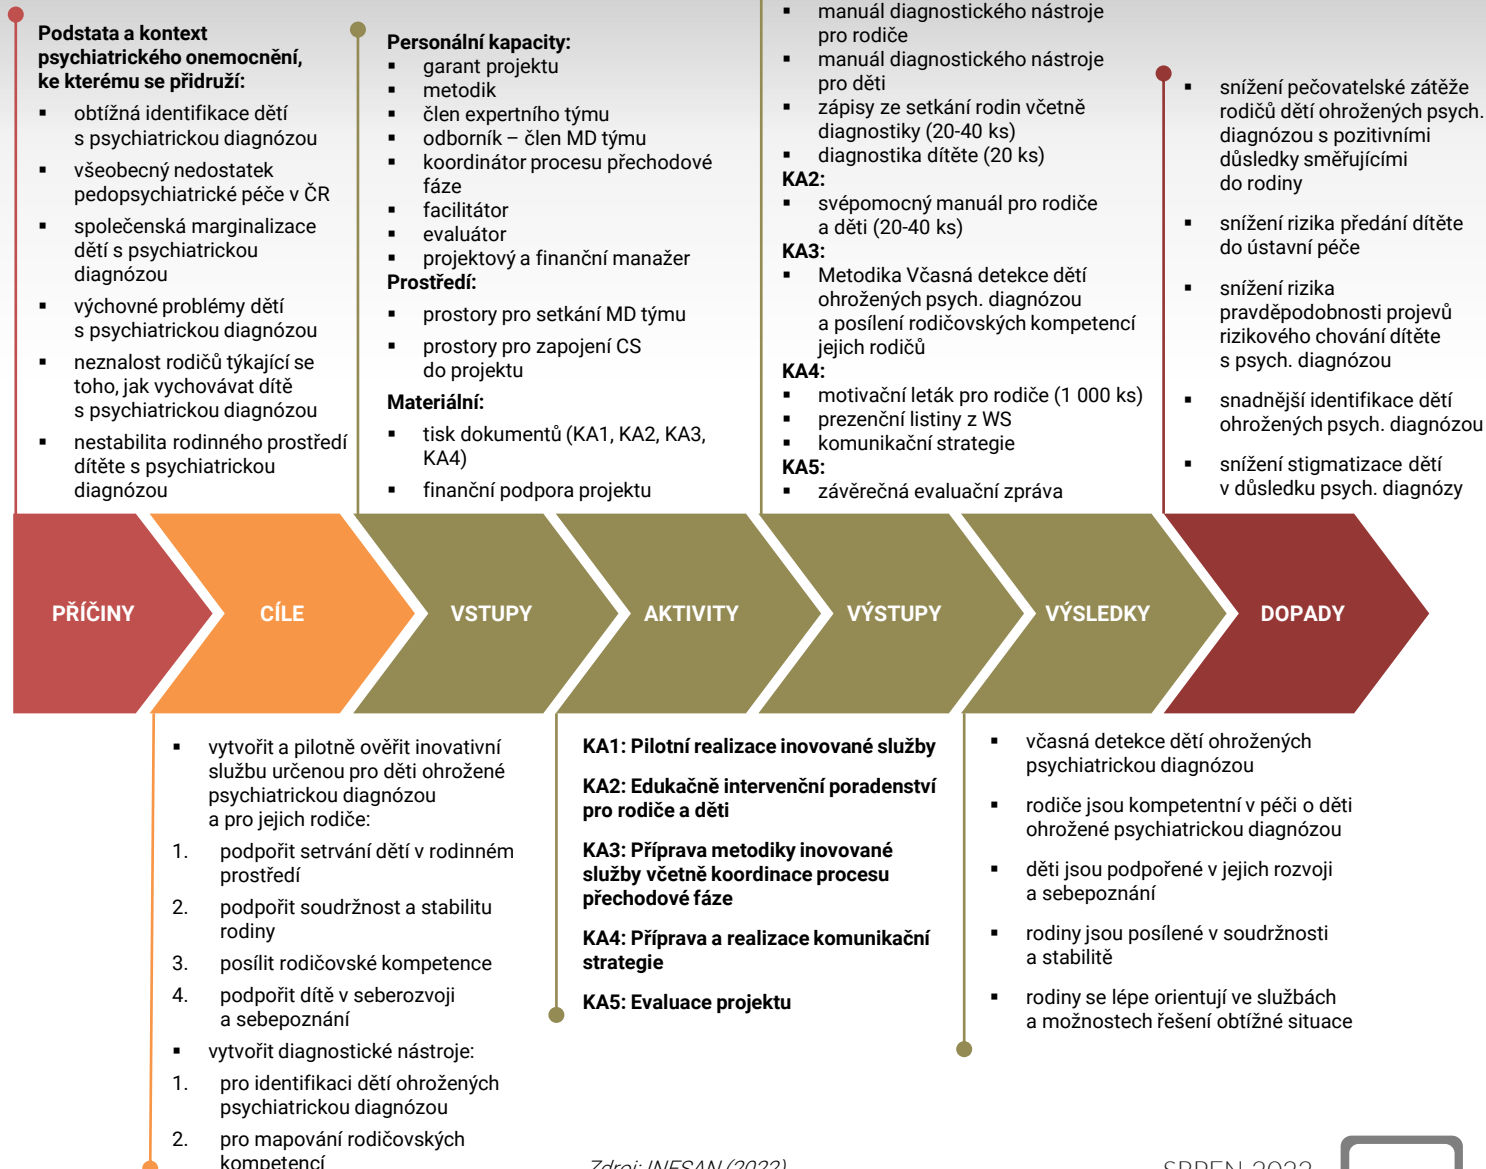 Podstata a kontext
psychiatrického onemocnění,
ke kterému se přidruží:
▪ obtížná identifikace dětí
s psychiatrickou diagnózou
▪ všeobecný nedostatek
pedopsychiatrické péče v ČR
▪ společenská marginalizace
dětí s psychiatrickou
diagnózou
▪ výchovné problémy dětí
s psychiatrickou diagnózou
▪ neznalost rodičů týkající se
toho, jak vychovávat dítě
s psychiatrickou diagnózou
▪ nestabilita rodinného prostředí
dítěte s psychiatrickou
diagnózou
Personální kapacity:
▪ garant projektu
▪ metodik
▪ člen expertního týmu
▪ odborník – člen MD týmu
▪ koordinátor procesu přechodové
fáze
▪ facilitátor
▪ evaluátor
▪ projektový a finanční manažer
Prostředí:
▪ prostory pro setkání MD týmu
▪ prostory pro zapojení CS
do projektu
Materiální:
▪ tisk dokumentů (KA1, KA2, KA3,
KA4)
▪ finanční podpora projektu
▪ manuál diagnostického nástroje
pro rodiče
▪ manuál diagnostického nástroje
pro děti
▪ zápisy ze setkání rodin včetně
diagnostiky (20-40 ks)
▪ diagnostika dítěte (20 ks)
KA2:
▪ svépomocný manuál pro rodiče
a děti (20-40 ks)
KA3:
▪ Metodika Včasná detekce dětí
ohrožených psych. diagnózou
a posílení rodičovských kompetencí
jejich rodičů
KA4:
▪ motivační leták pro rodiče (1 000 ks)
▪ prezenční listiny z WS
▪ komunikační strategie
KA5:
▪ závěrečná evaluační zpráva
▪ snížení pečovatelské zátěže
rodičů dětí ohrožených psych.
diagnózou s pozitivními
důsledky směřujícími
do rodiny
▪ snížení rizika předání dítěte
do ústavní péče
▪ snížení rizika
pravděpodobnosti projevů
rizikového chování dítěte
s psych. diagnózou
▪ snadnější identifikace dětí
ohrožených psych. diagnózou
▪ snížení stigmatizace dětí
v důsledku psych. diagnózy
PŘÍČINY
CÍLE
VSTUPY
AKTIVITY
VÝSTUPY
VÝSLEDKY
DOPADY
▪ vytvořit a pilotně ověřit inovativní
službu určenou pro děti ohrožené
psychiatrickou diagnózou
a pro jejich rodiče:
1. podpořit setrvání dětí v rodinném
prostředí
2. podpořit soudržnost a stabilitu
rodiny
3. posílit rodičovské kompetence
4. podpořit dítě v seberozvoji
a sebepoznání
▪ vytvořit diagnostické nástroje:
1. pro identifikaci dětí ohrožených
psychiatrickou diagnózou
2. pro mapování rodičovských
kompetencí
KA1: Pilotní realizace inovované služby
KA2: Edukačně intervenční poradenství
pro rodiče a děti
KA3: Příprava metodiky inovované
služby včetně koordinace procesu
přechodové fáze
KA4: Příprava a realizace komunikační
strategie
KA5: Evaluace projektu
▪ včasná detekce dětí ohrožených
psychiatrickou diagnózou
▪ rodiče jsou kompetentní v péči o děti
ohrožené psychiatrickou diagnózou
▪ děti jsou podpořené v jejich rozvoji
a sebepoznání
▪ rodiny jsou posílené v soudržnosti
a stabilitě
▪ rodiny se lépe orientují ve službách
a možnostech řešení obtížné situace
Zdroj: INESAN (2022)
SRPEN 2022